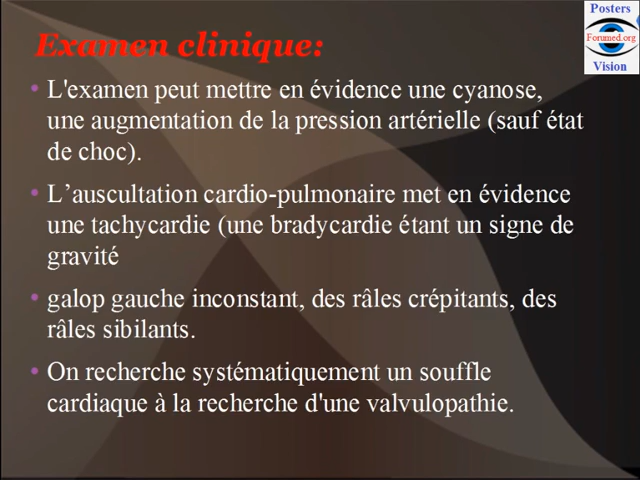 Posters
Forumed.org
Vision
Examen clinique:
• L'examen peut mettre en évidence une cyanose,
une augmentation de la pression artérielle (sauf état
de choc).
• L’auscultation cardio-pulmonaire met en évidence
une tachycardie (une bradycardie étant un signe de
gravité
• galop gauche inconstant, des râles crépitants, des
râles sibilants.
• On recherche systématiquement un souffle
cardiaque à la recherche d'une valvulopathie.